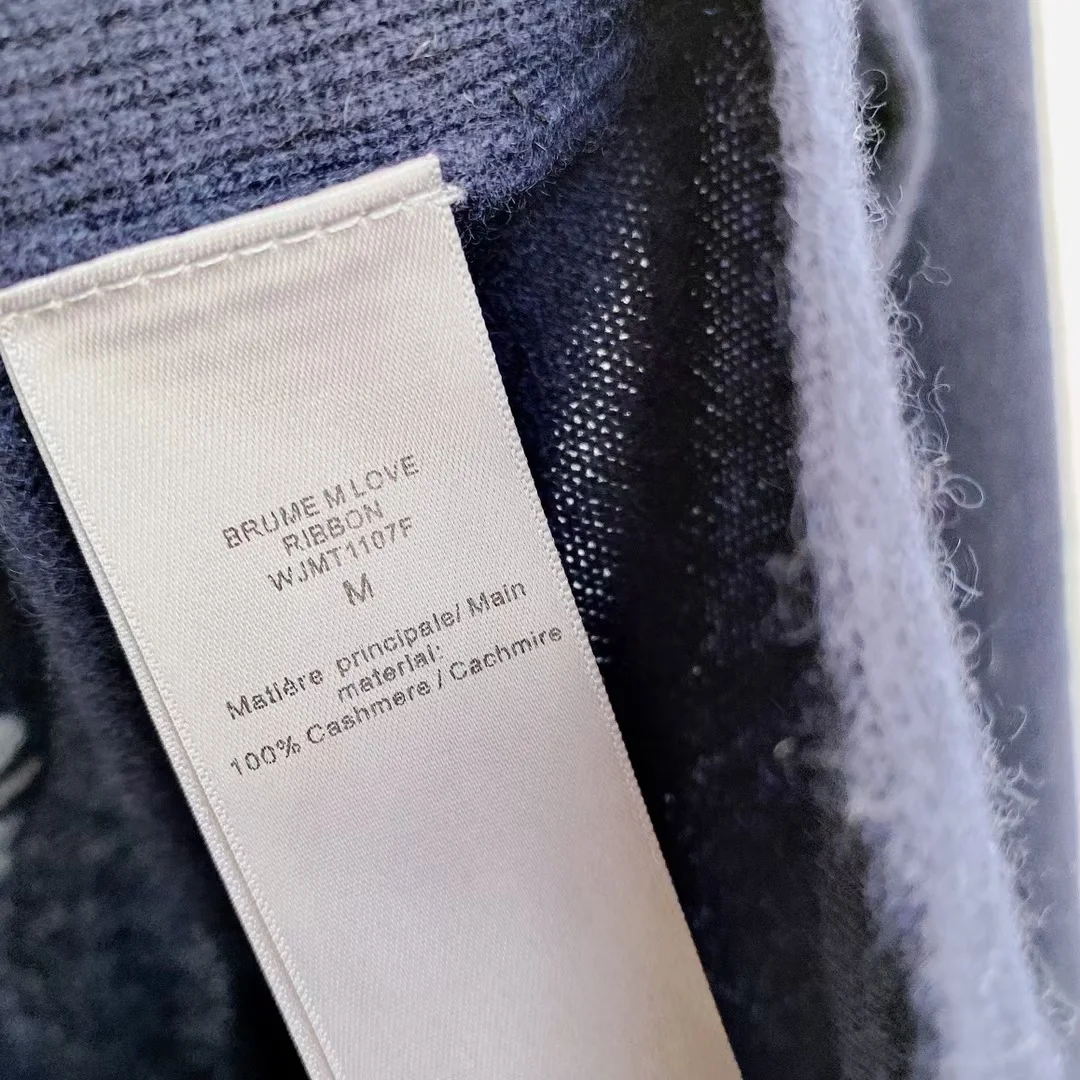 BRUME M LOVE
RIBBON
WJMT1107F
M
Matière principale/ Main
material:
100% Cashmere / Cachmire